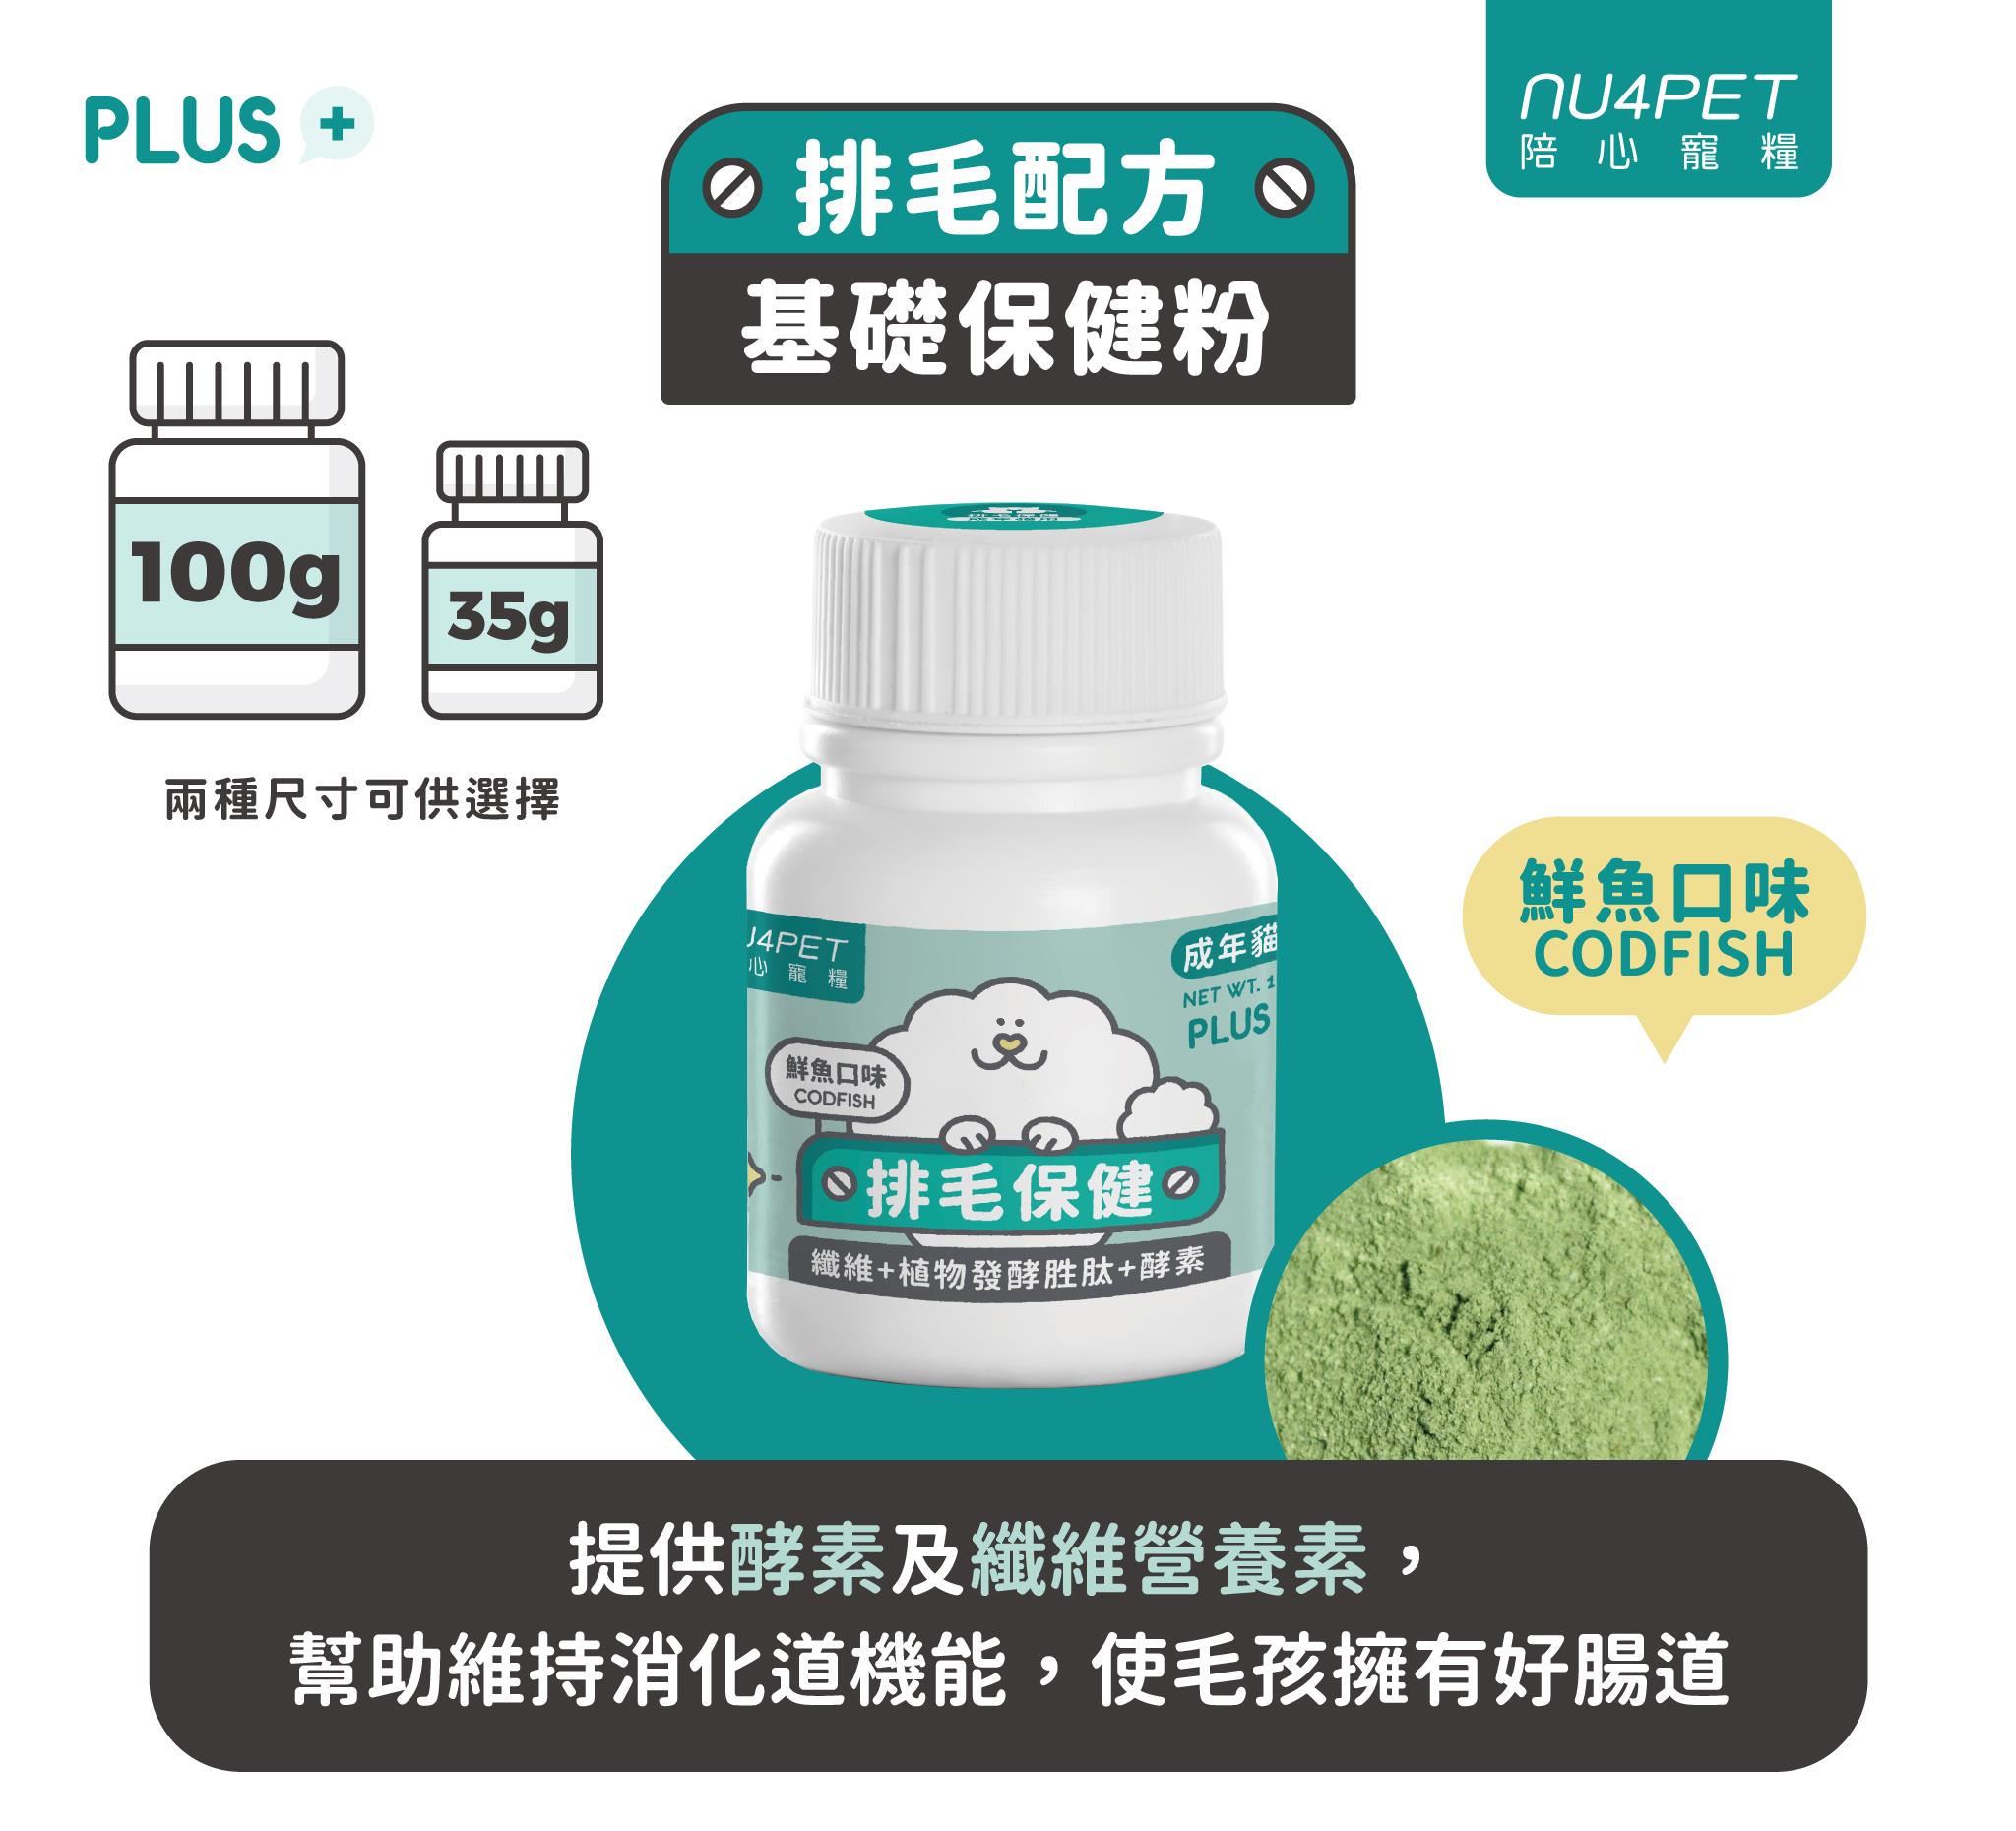 PLUS +
NU4PET
陪心寵糧
排毛配方
基礎保健粉
100g
35g
兩種尺寸可供選擇
鮮魚口味
CODFISH
U4PET
心寵糧
成年貓
NET WT. 1
PLUS
鮮魚口味
CODFISH
排毛保健
纖維+植物發酵胜肽+酵素
提供酵素及纖維營養素，
幫助維持消化道機能，使毛孩擁有好腸道